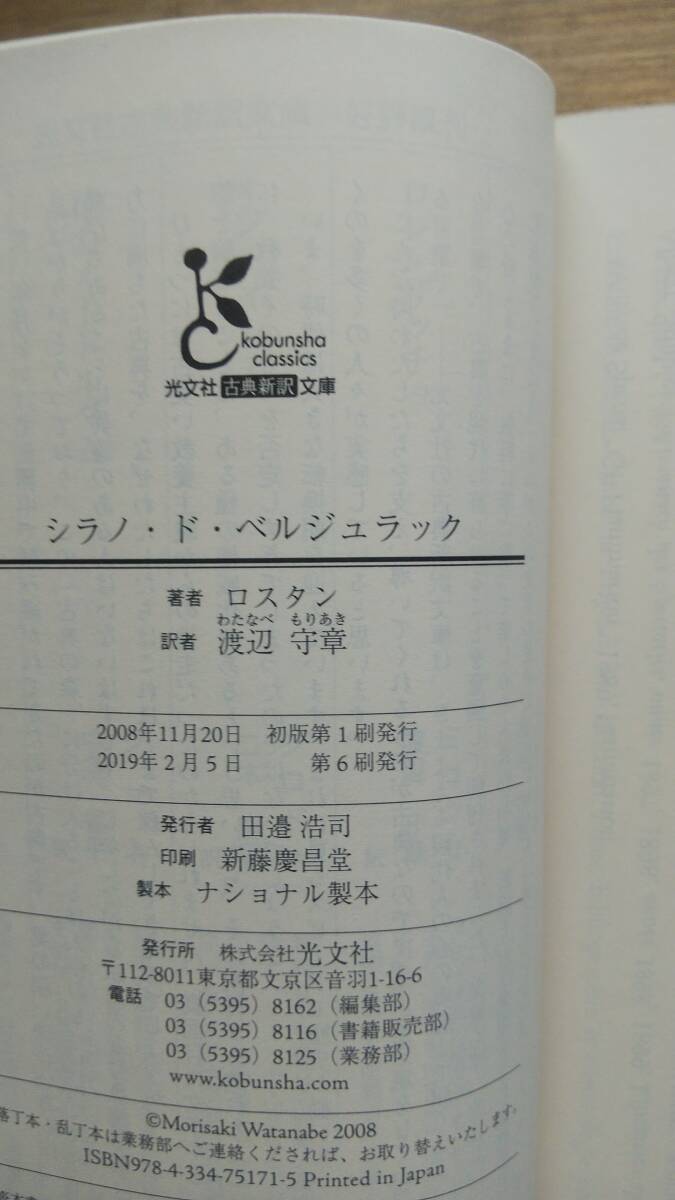 kobunsha
classics
光文社古典新訳文庫
シラノ・ド・ベルジュラック
著者 ロスタン
わたなべ もりあき
訳者 渡辺 守章
2008年11月20日 初版第1刷発行
2019年2月5日 第6刷発行
発行者 田邉浩司
印刷 新藤慶昌堂
製本 ナショナル製本
発行所 株式会社光文社
〒112-8011東京都文京区音羽1-16-6
電話 03（5395）8162（編集部）
03（5395）8116（書籍販売部）
03（5395）8125（業務部）
www.kobunsha.com
©Morisaki Watanabe 2008
落丁本・乱丁本は業務部へご連絡くだされば、お取り替えいたします。
ISBN978-4-334-75171-5 Printed in Japan